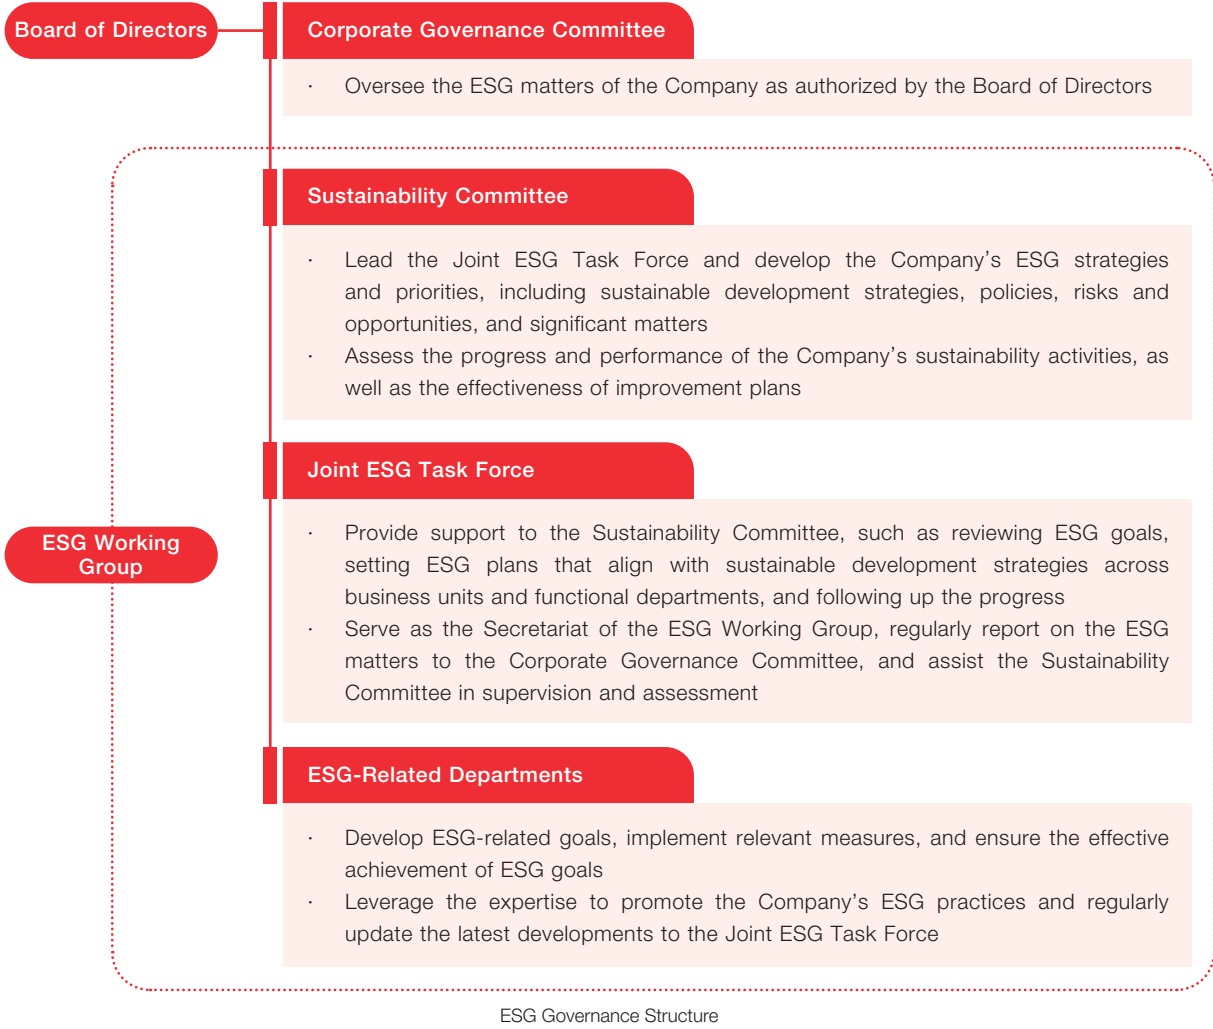 Board of Directors
Corporate Governance Committee
· Oversee the ESG matters of the Company as authorized by the Board of Directors
Sustainability Committee
· Lead the Joint ESG Task Force and develop the Company’s ESG strategies
and priorities, including sustainable development strategies, policies, risks and
opportunities, and significant matters
· Assess the progress and performance of the Company’s sustainability activities, as
well as the effectiveness of improvement plans
Joint ESG Task Force
ESG Working
Group
· Provide support to the Sustainability Committee, such as reviewing ESG goals,
setting ESG plans that align with sustainable development strategies across
business units and functional departments, and following up the progress
· Serve as the Secretariat of the ESG Working Group, regularly report on the ESG
matters to the Corporate Governance Committee, and assist the Sustainability
Committee in supervision and assessment
ESG-Related Departments
· Develop ESG-related goals, implement relevant measures, and ensure the effective
achievement of ESG goals
· Leverage the expertise to promote the Company’s ESG practices and regularly
update the latest developments to the Joint ESG Task Force
ESG Governance Structure